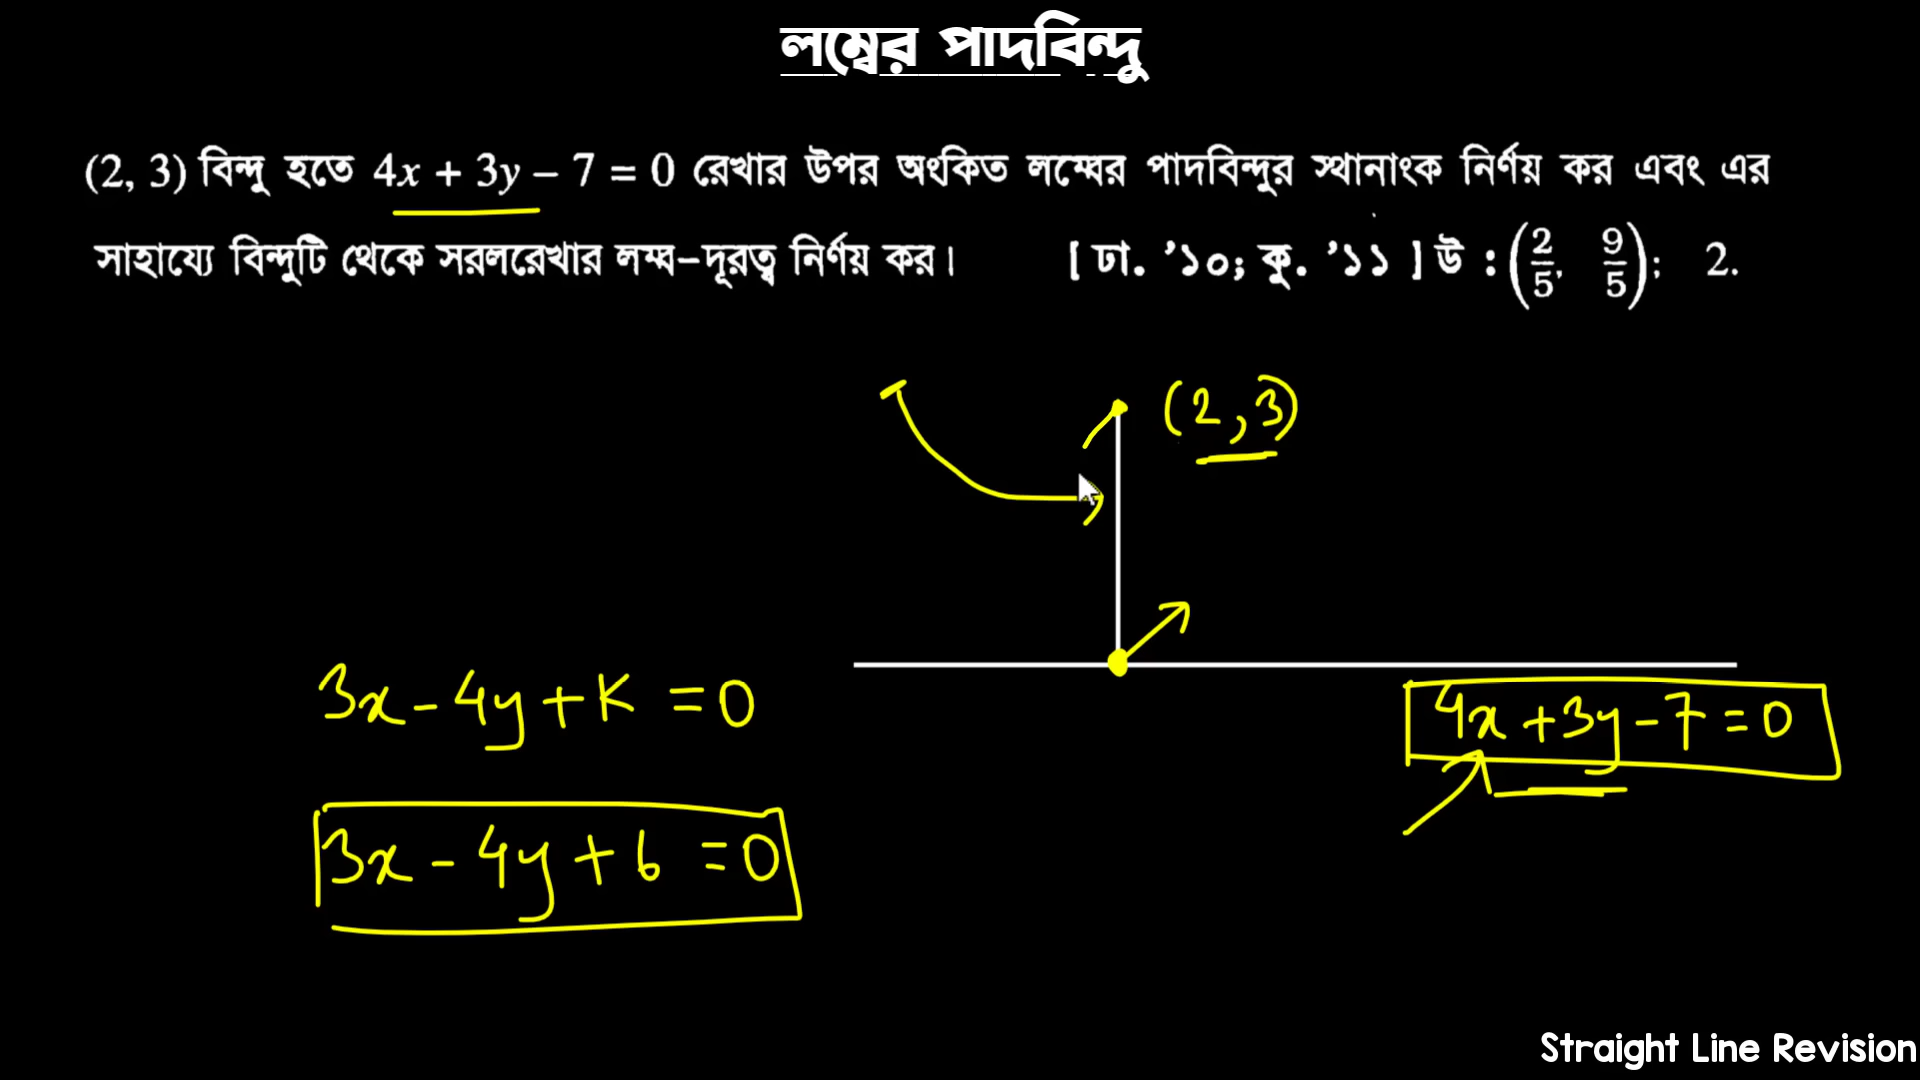 লম্বের পাদবিন্দু
(2, 3) বিন্দু হতে 4x + 3y – 7 = 0 রেখার উপর অংকিত লম্বের পাদবিন্দুর স্থানাংক নির্ণয় কর এবং এর
সাহায্যে বিন্দুটি থেকে সরলরেখার লম্ব–দূরত্ব নির্ণয় কর। [ ঢা. ’১০; কু. ’১১ ] উ : (2/5, 9/5); 2.
(2,3)
3x - 4y + K = 0
4x + 3y - 7 = 0
3x - 4y + 6 = 0
Straight Line Revision